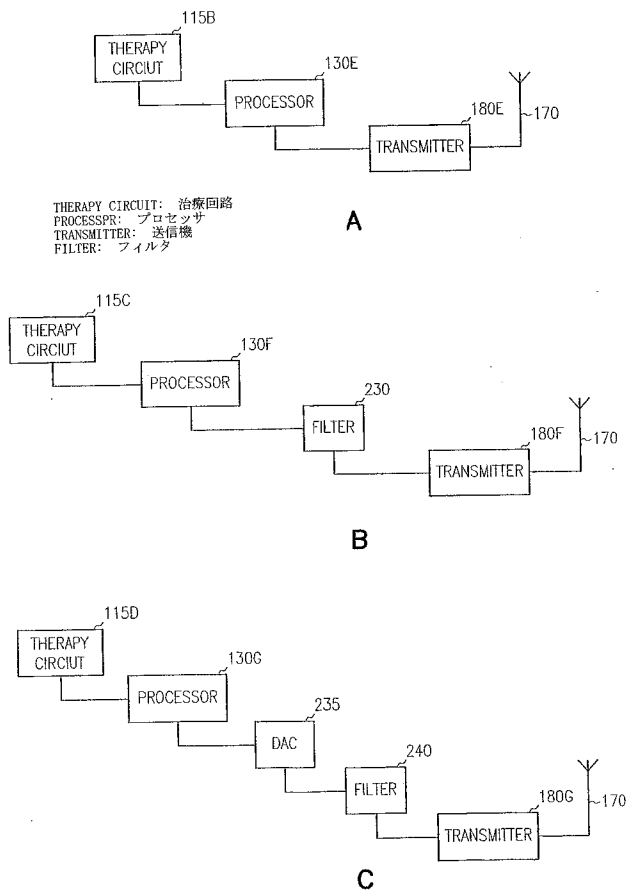 115B
THERAPY
CIRCIUT
130E
PROCESSOR
180E
TRANSMITTER
170
THERAPY CIRCUIT: 治療回路
PROCESSPR: プロセッサ
TRANSMITTER: 送信機
FILTER: フィルタ
A
115C
THERAPY
CIRCIUT
130F
PROCESSOR
230
FILTER
180F
TRANSMITTER
170
B
115D
THERAPY
CIRCIUT
130G
PROCESSOR
235
DAC
240
FILTER
180G
TRANSMITTER
170
C